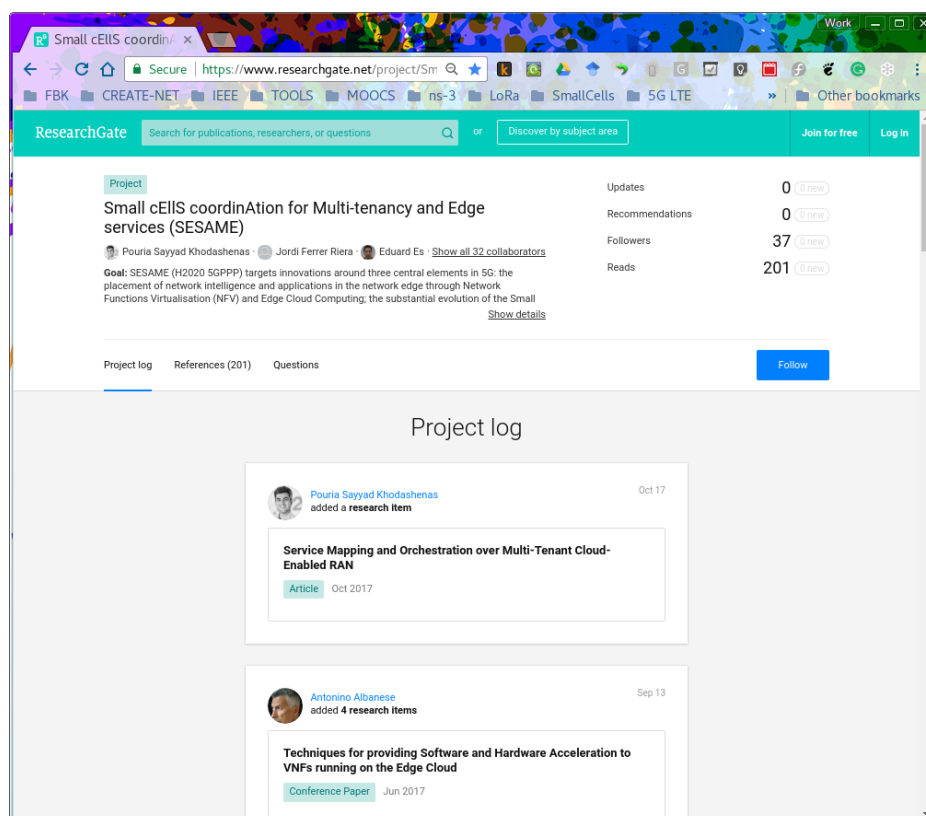 Work
Small cEllS coordinA
Secure | https://www.researchgate.net/project/Sm
FBK CREATE-NET IEEE TOOLS MOOCS ns-3 LoRa SmallCells 5G LTE » Other bookmarks
ResearchGate Search for publications, researchers, or questions or Discover by subject area Join for free Log in
Project
Small cEllS coordinAtion for Multi-tenancy and Edge
services (SESAME)
Pouria Sayyad Khodashenas · Jordi Ferrer Riera · Eduard Es · Show all 32 collaborators
Goal: SESAME (H2020 5GPPP) targets innovations around three central elements in 5G: the
placement of network intelligence and applications in the network edge through Network
Functions Virtualisation (NFV) and Edge Cloud Computing; the substantial evolution of the Small
Show details
Updates 0 (0 new)
Recommendations 0 (0 new)
Followers 37 (0 new)
Reads 201 (0 new)
Project log References (201) Questions Follow
Project log
Pouria Sayyad Khodashenas Oct 17
added a research item
Service Mapping and Orchestration over Multi-Tenant Cloud-
Enabled RAN
Article Oct 2017
Antonino Albanese Sep 13
added 4 research items
Techniques for providing Software and Hardware Acceleration to
VNFs running on the Edge Cloud
Conference Paper Jun 2017